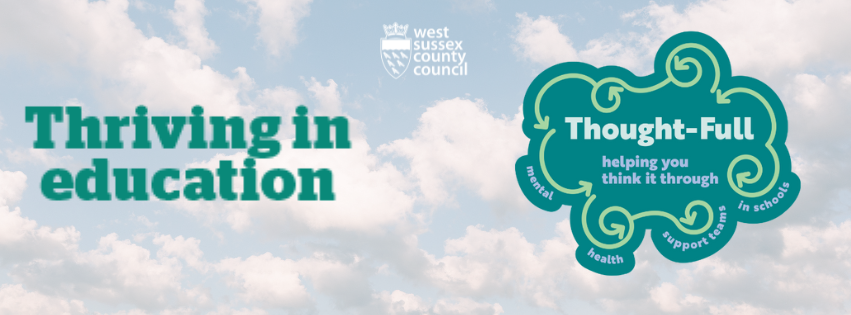 west
sussex
county
council
Thriving in
education
Thought-Full
helping you
think it through
mental
health
support teams
in schools